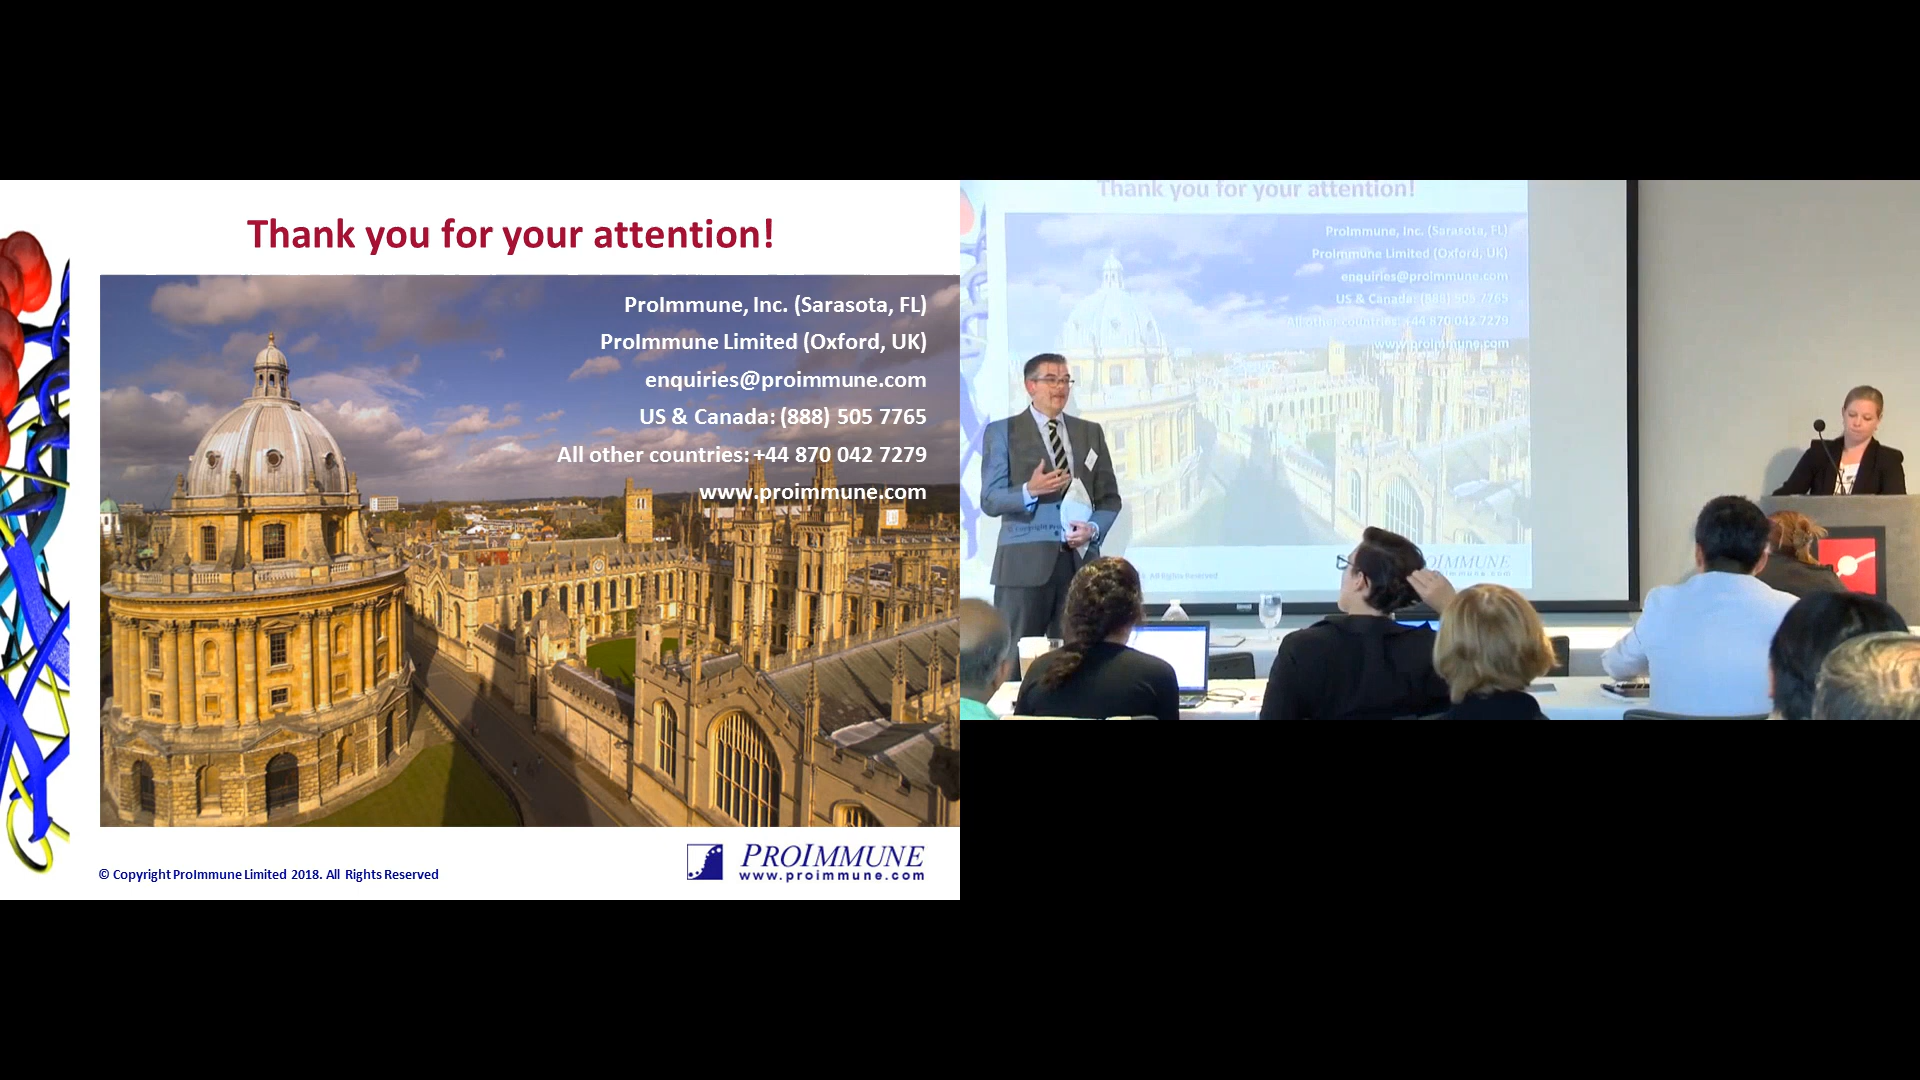 Thank you for your attention!
ProImmune, Inc. (Sarasota, FL)
ProImmune Limited (Oxford, UK)
enquiries@proimmune.com
US & Canada: (888) 505 7765
All other countries: +44 870 042 7279
www.proimmune.com
© Copyright ProImmune Limited 2018. All Rights Reserved
PROIMMUNE
www.proimmune.com
Thank you for your attention!
ProImmune, Inc. (Sarasota, FL)
ProImmune Limited (Oxford, UK)
enquiries@proimmune.com
US & Canada: (888) 505 7765
All other countries: +44 870 042 7279
www.proimmune.com
All Rights Reserved